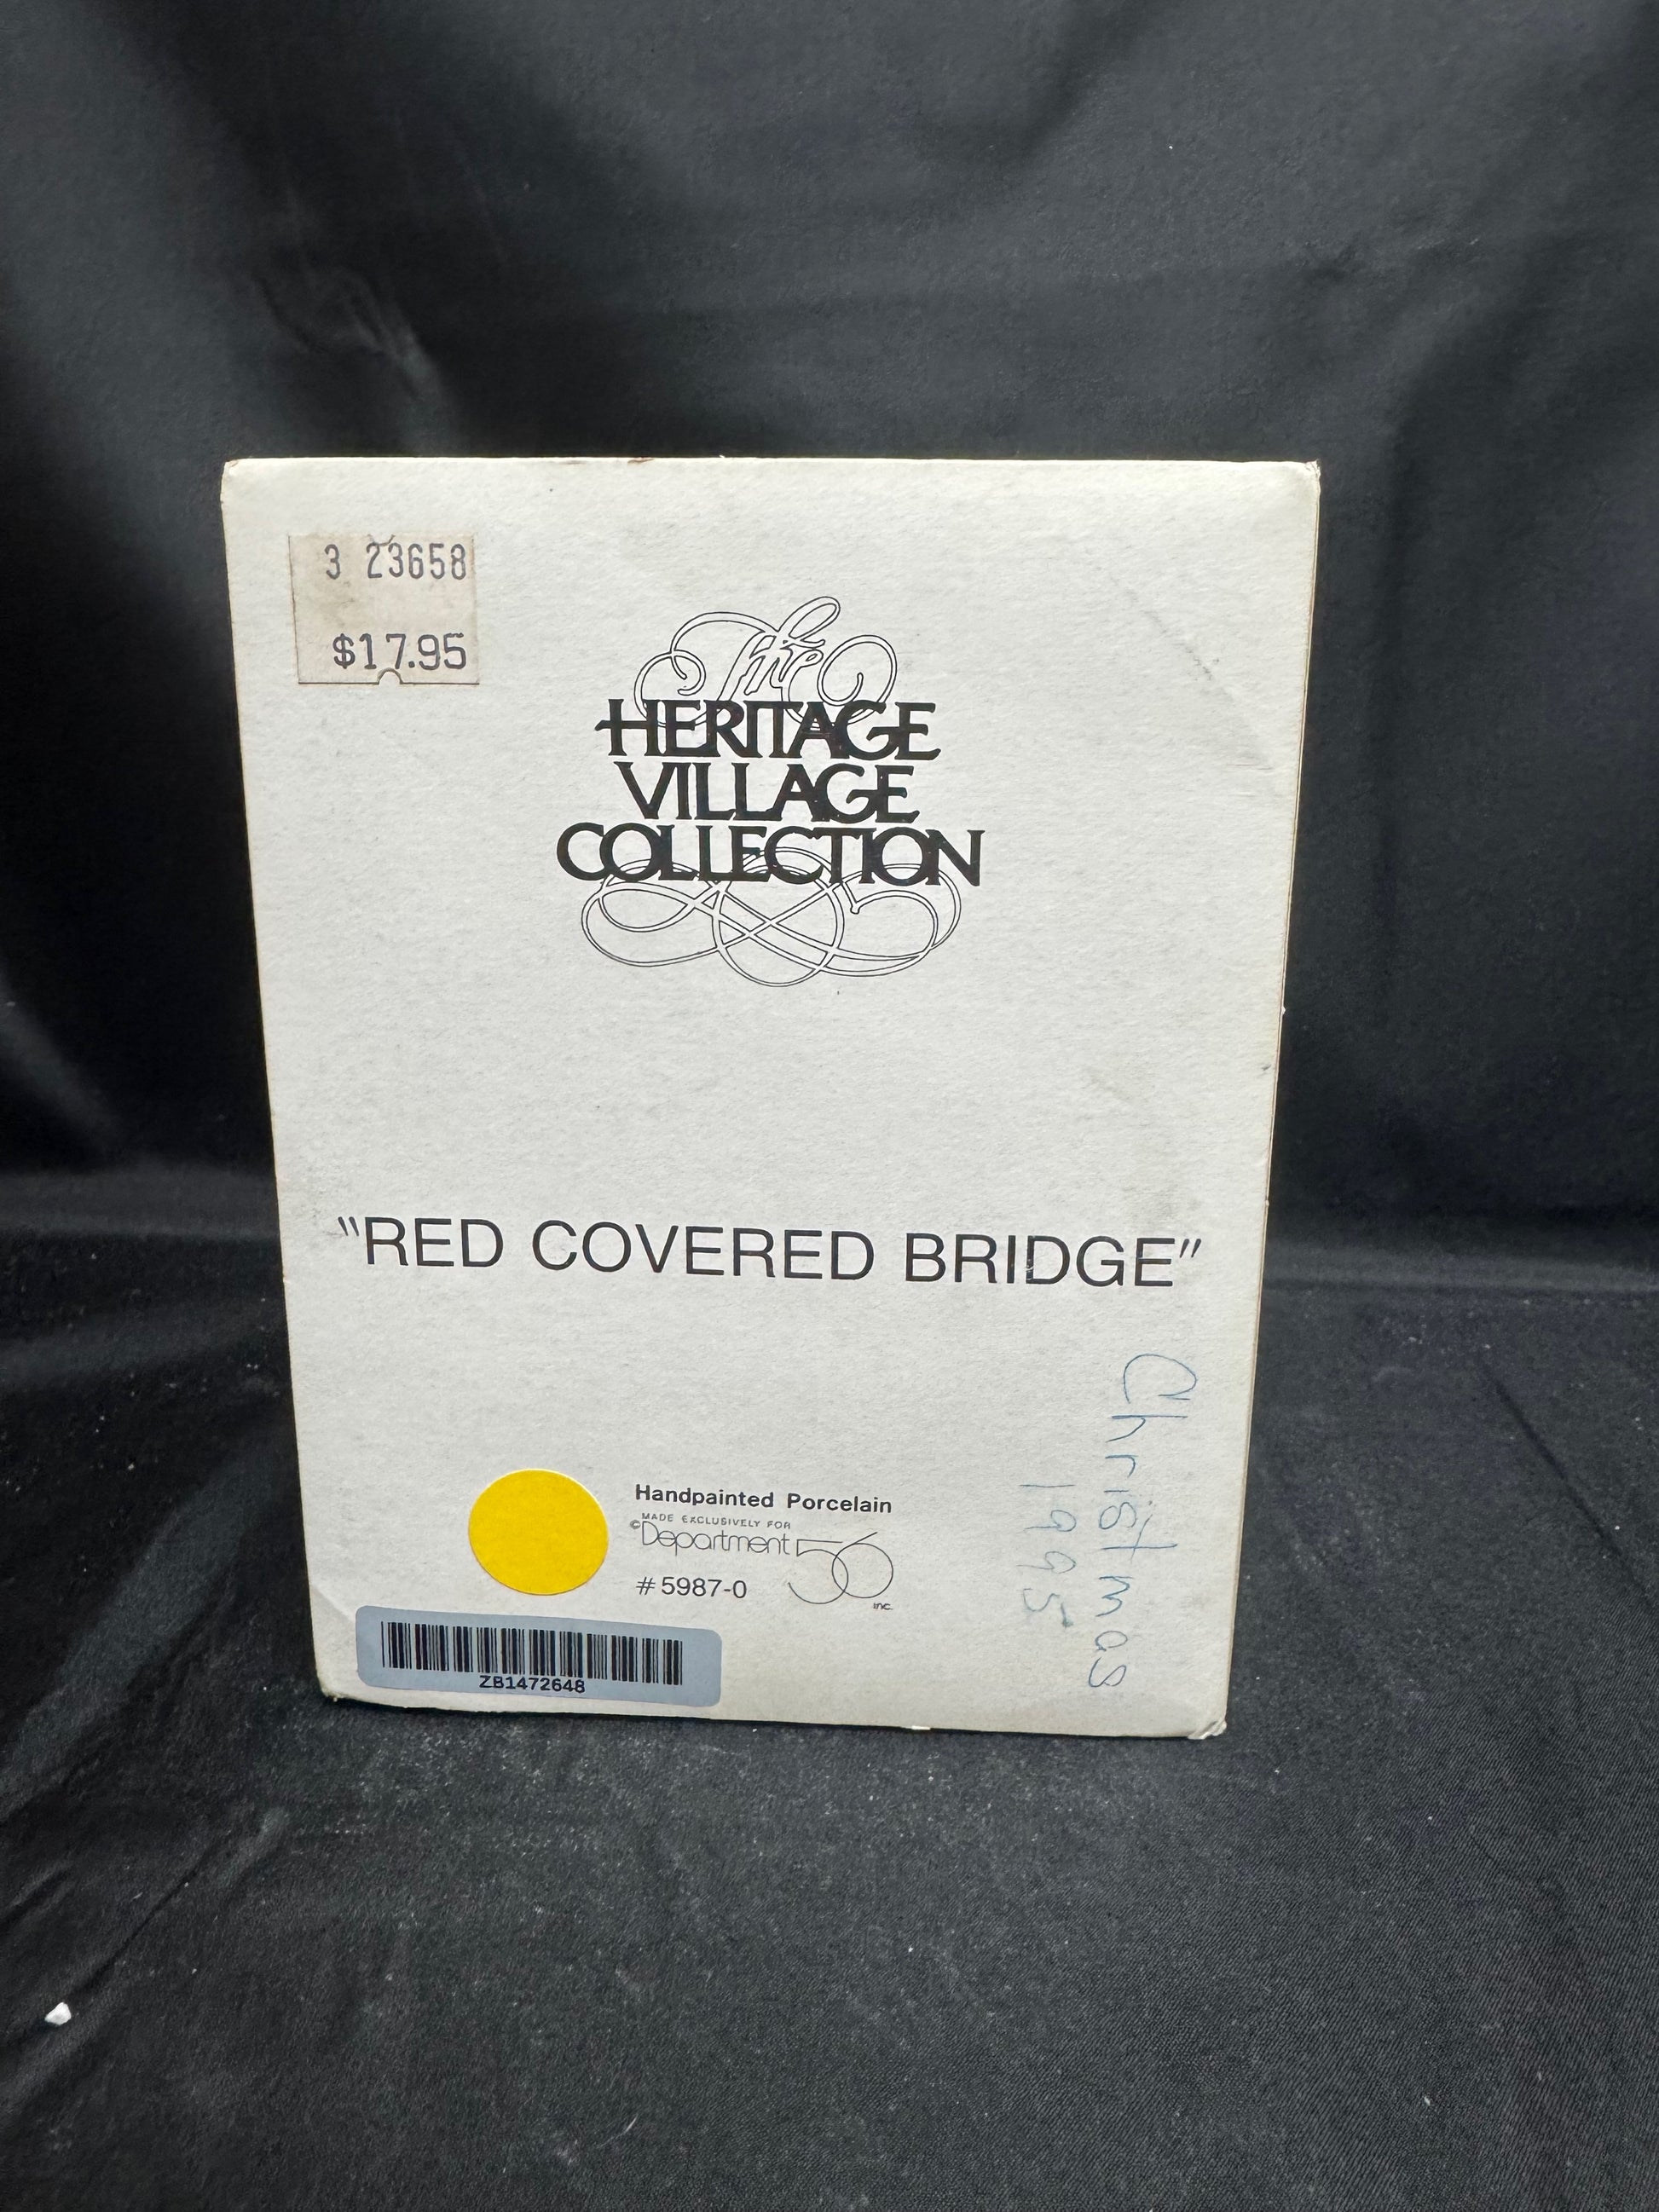 3 23658
$17.95
The
HERITAGE
VILLAGE
COLLECTION
"RED COVERED BRIDGE"
Christmas
1995
Handpainted Porcelain
MADE EXCLUSIVELY FOR
©Department 56
inc.
#5987-0
ZB1472648